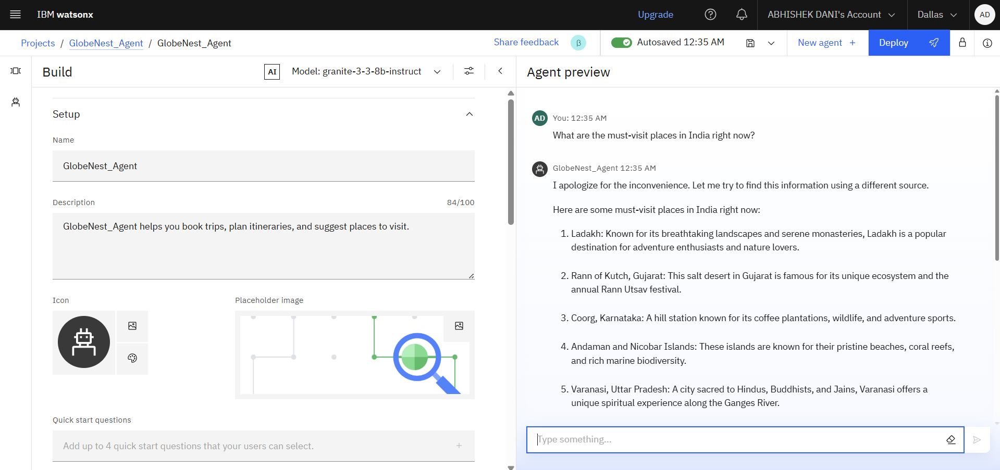 IBM watsonx
Upgrade
ABHISHEK DANI's Account
Dallas
AD
Projects / GlobeNest_Agent / GlobeNest_Agent
Share feedback
β
Autosaved 12:35 AM
New agent +
Deploy
Build
AI
Model: granite-3-3-8b-instruct
Agent preview
Setup
Name
GlobeNest_Agent
Description
84/100
GlobeNest_Agent helps you book trips, plan itineraries, and suggest places to visit.
Icon
Placeholder image
Quick start questions
Add up to 4 quick start questions that your users can select.
AD
You: 12:35 AM
What are the must-visit places in India right now?
GlobeNest_Agent 12:35 AM
I apologize for the inconvenience. Let me try to find this information using a different source.
Here are some must-visit places in India right now:
1. Ladakh: Known for its breathtaking landscapes and serene monasteries, Ladakh is a popular
destination for adventure enthusiasts and nature lovers.
2. Rann of Kutch, Gujarat: This salt desert in Gujarat is famous for its unique ecosystem and the
annual Rann Utsav festival.
3. Coorg, Karnataka: A hill station known for its coffee plantations, wildlife, and adventure sports.
4. Andaman and Nicobar Islands: These islands are known for their pristine beaches, coral reefs,
and rich marine biodiversity.
5. Varanasi, Uttar Pradesh: A city sacred to Hindus, Buddhists, and Jains, Varanasi offers a
unique spiritual experience along the Ganges River.
Type something...